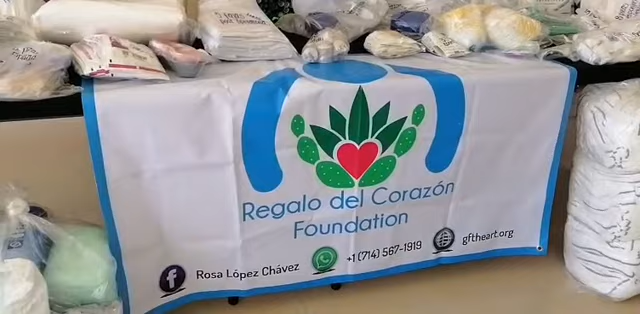 Regalo del Corazón
Foundation
Rosa López Chávez
+1 (714) 567-1919
gftheart.org